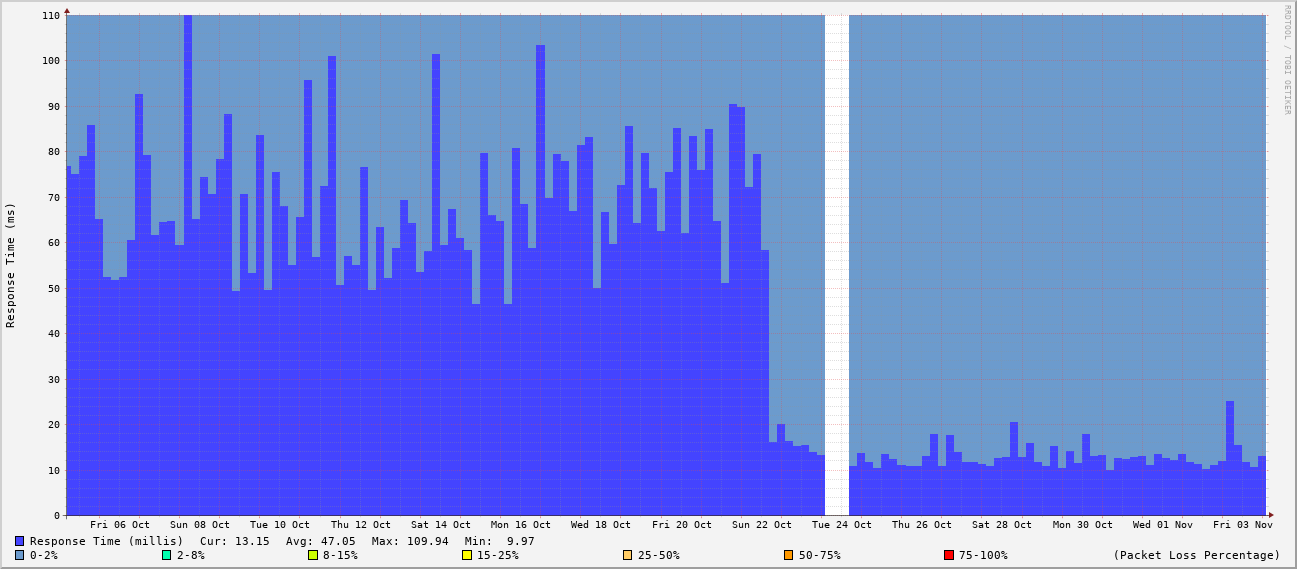 RRDTOOL / TOBI OETIKER
Response Time (ms)
110
100
90
80
70
60
50
40
30
20
10
0
Fri 06 Oct Sun 08 Oct Tue 10 Oct Thu 12 Oct Sat 14 Oct Mon 16 Oct Wed 18 Oct Fri 20 Oct Sun 22 Oct Tue 24 Oct Thu 26 Oct Sat 28 Oct Mon 30 Oct Wed 01 Nov Fri 03 Nov
Response Time (millis) Cur: 13.15 Avg: 47.05 Max: 109.94 Min: 9.97
0-2% 2-8% 8-15% 15-25% 25-50% 50-75% 75-100% (Packet Loss Percentage)